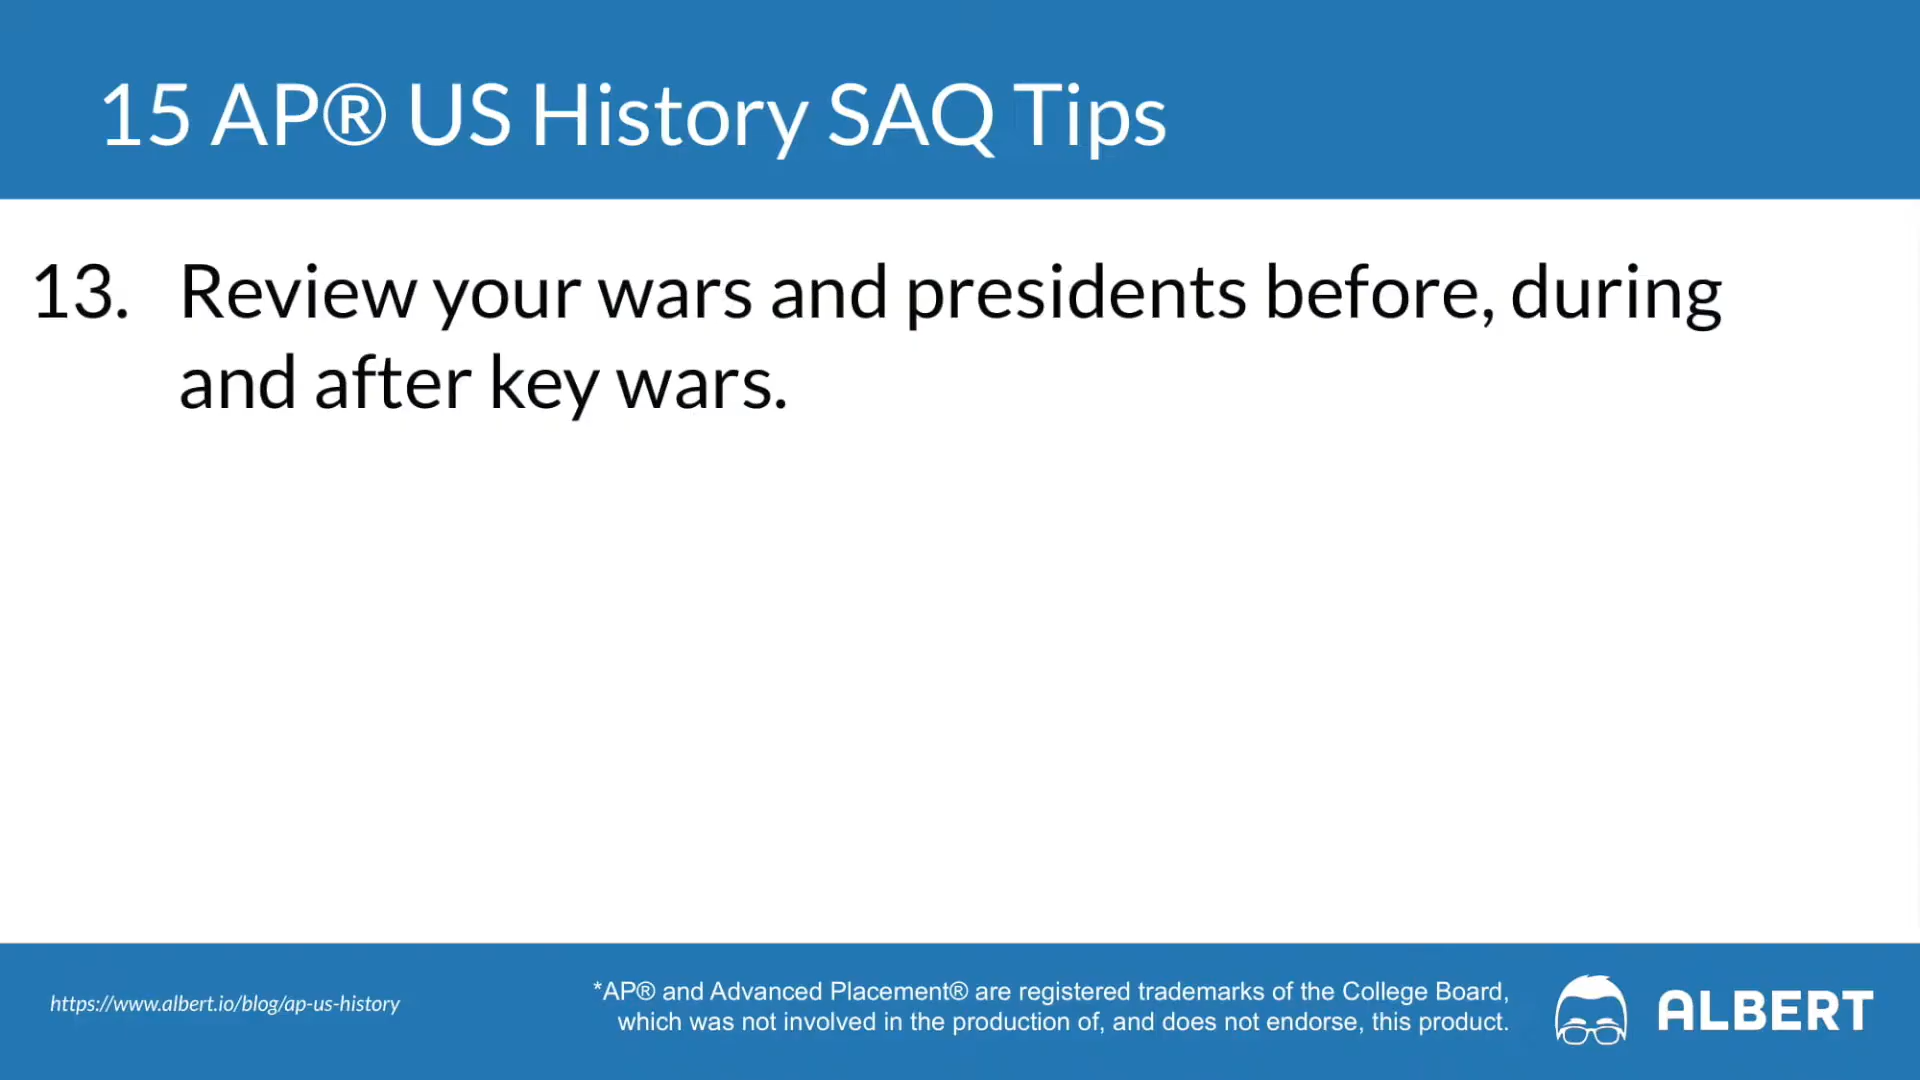 15 AP® US History SAQ Tips
13. Review your wars and presidents before, during
and after key wars.
https://www.albert.io/blog/ap-us-history
*AP® and Advanced Placement® are registered trademarks of the College Board,
which was not involved in the production of, and does not endorse, this product.
ALBERT